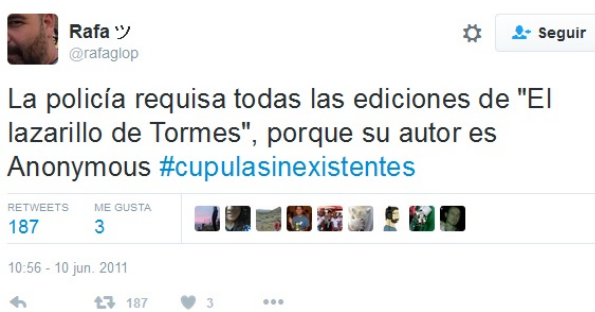 Rafa ツ
@rafaglop
Seguir
La policía requisa todas las ediciones de "El
lazarillo de Tormes", porque su autor es
Anonymous #cupulasinexistentes
RETWEETS
ME GUSTA
187
3
10:56 - 10 jun. 2011
187
3